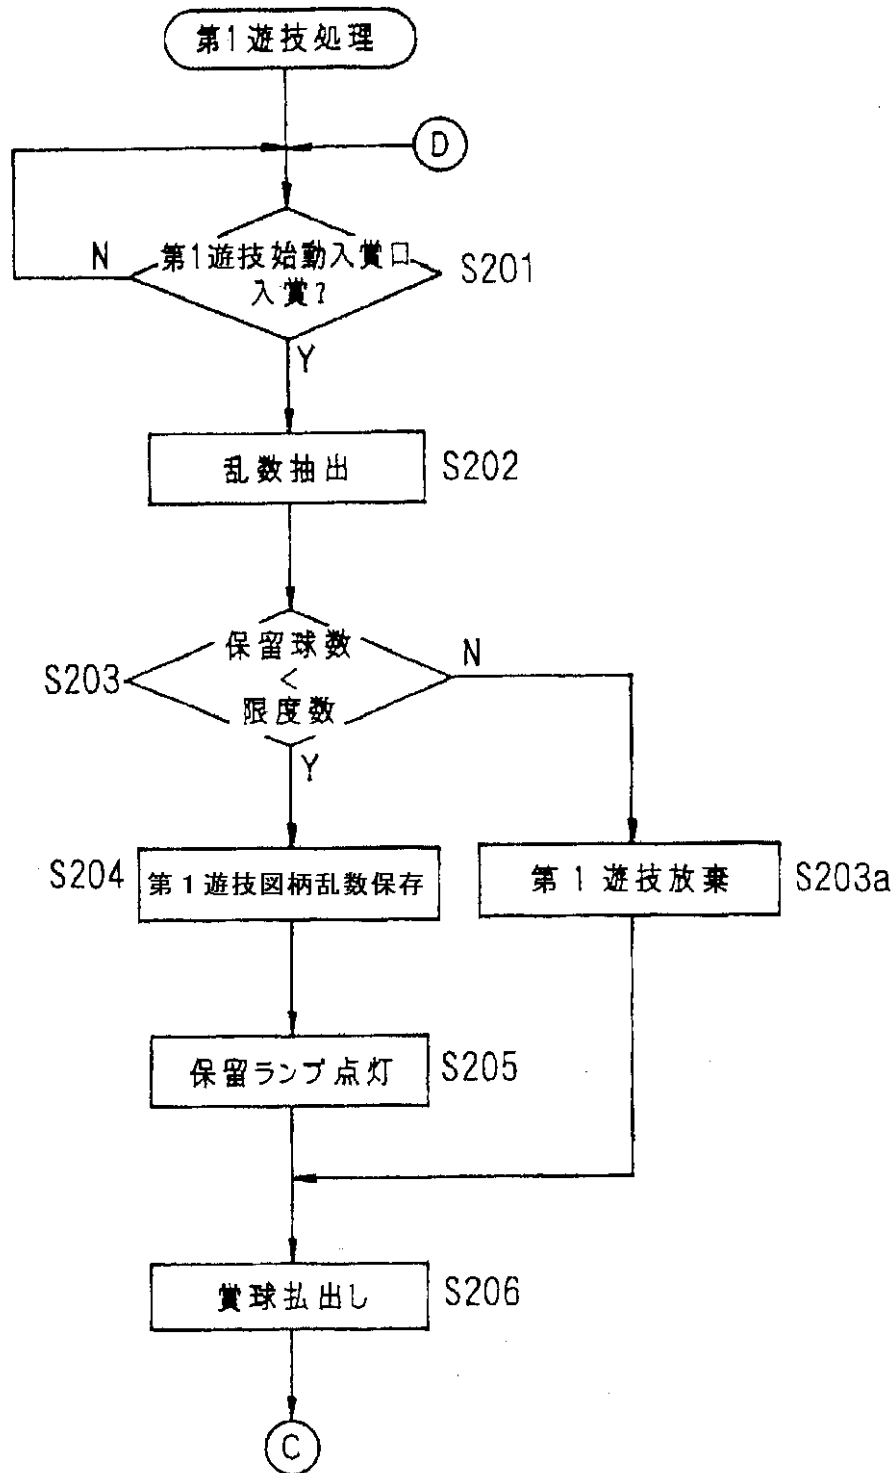 第1遊技処理
D
N
第1遊技始動入賞口
入賞?
S201
Y
乱数抽出
S202
保留球数
<
限度数
S203
N
Y
S204
第1遊技図柄乱数保存
第1遊技放棄
S203a
保留ランプ点灯
S205
賞球払出し
S206
C